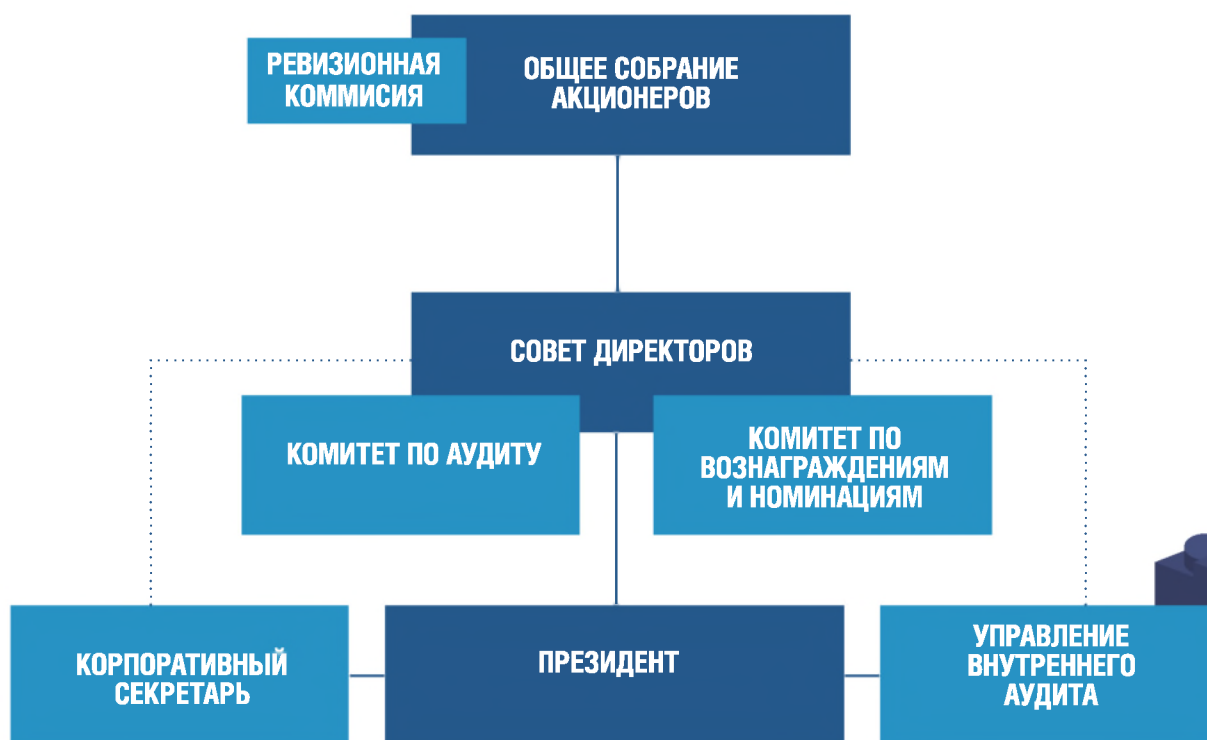 РЕВИЗИОННАЯ
КОММИСИЯ
ОБЩЕЕ СОБРАНИЕ
АКЦИОНЕРОВ
СОВЕТ ДИРЕКТОРОВ
КОМИТЕТ ПО АУДИТУ
КОМИТЕТ ПО
ВОЗНАГРАЖДЕНИЯМ
И НОМИНАЦИЯМ
КОРПОРАТИВНЫЙ
СЕКРЕТАРЬ
ПРЕЗИДЕНТ
УПРАВЛЕНИЕ
ВНУТРЕННЕГО
АУДИТА